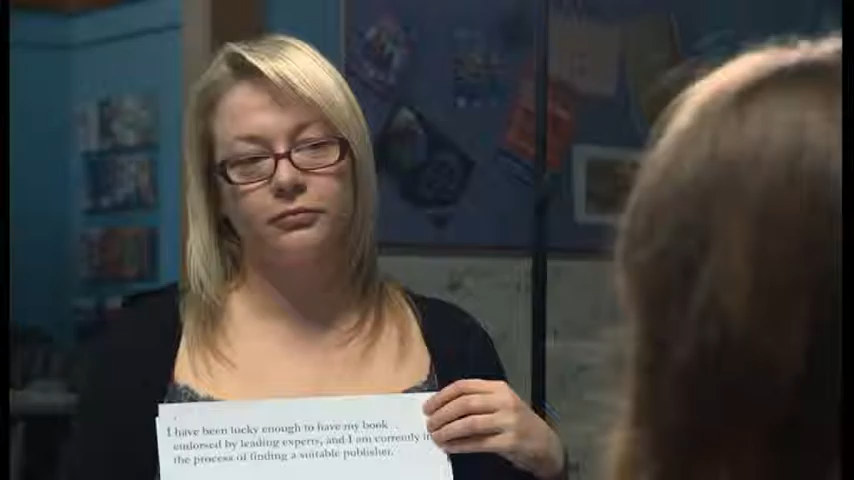 I have been lucky enough to have my book
endorsed by leading experts, and I am currently in
the process of finding a suitable publisher.